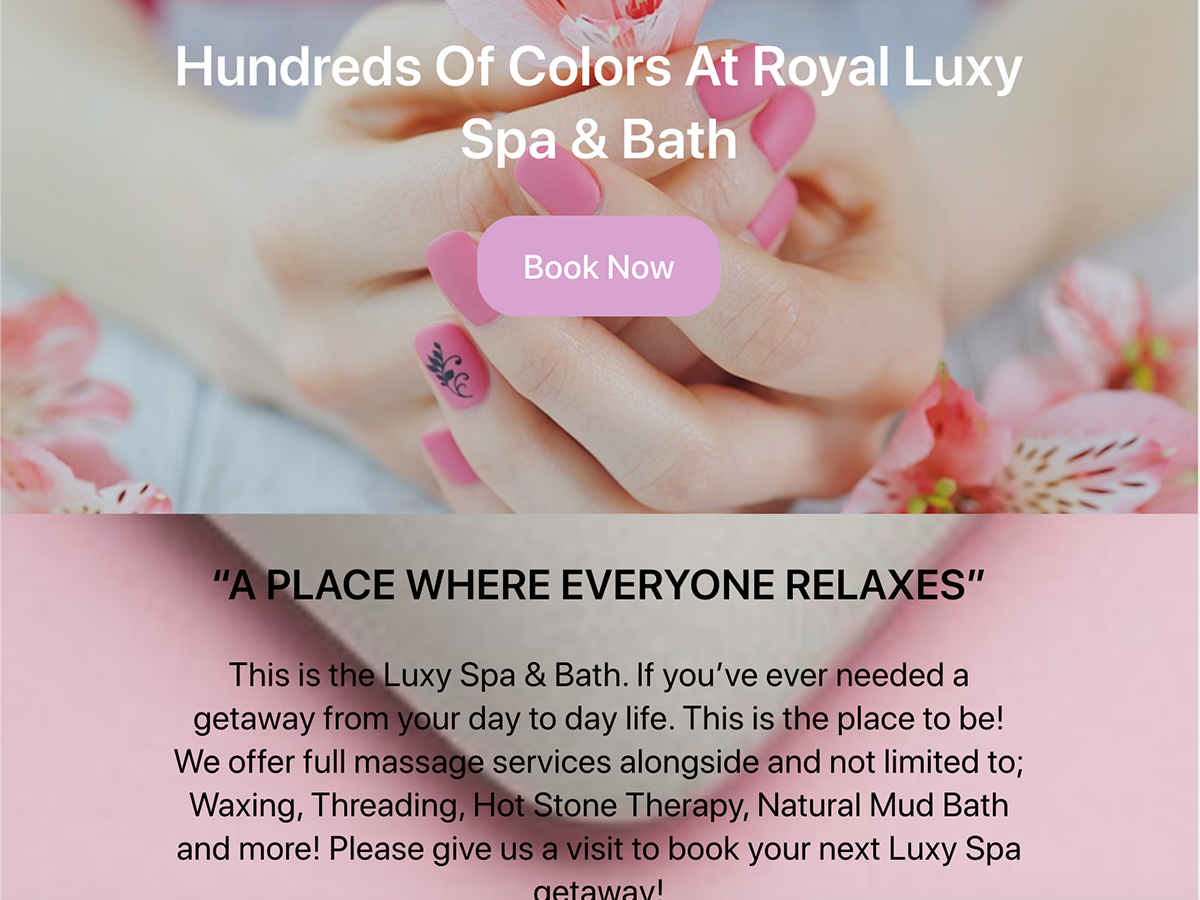 Hundreds Of Colors At Royal Luxy
Spa & Bath
Book Now
“A PLACE WHERE EVERYONE RELAXES”
This is the Luxy Spa & Bath. If you’ve ever needed a
getaway from your day to day life. This is the place to be!
We offer full massage services alongside and not limited to;
Waxing, Threading, Hot Stone Therapy, Natural Mud Bath
and more! Please give us a visit to book your next Luxy Spa
getaway!